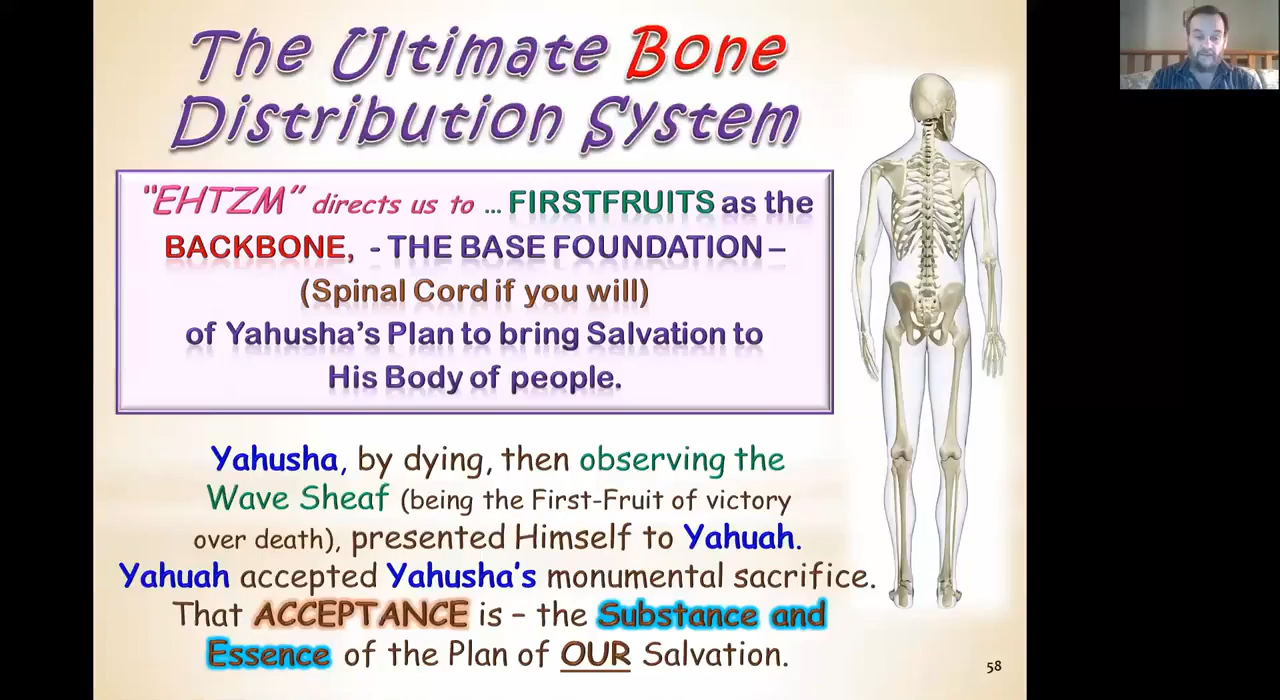 The Ultimate Bone
Distribution System
"EHTZM" directs us to ... FIRSTFRUITS as the
BACKBONE, - THE BASE FOUNDATION –
(Spinal Cord if you will)
of Yahusha's Plan to bring Salvation to
His Body of people.
Yahusha, by dying, then observing the
Wave Sheaf (being the First-Fruit of victory
over death), presented Himself to Yahuah.
Yahuah accepted Yahusha's monumental sacrifice.
That ACCEPTANCE is – the Substance and
Essence of the Plan of OUR Salvation.
58